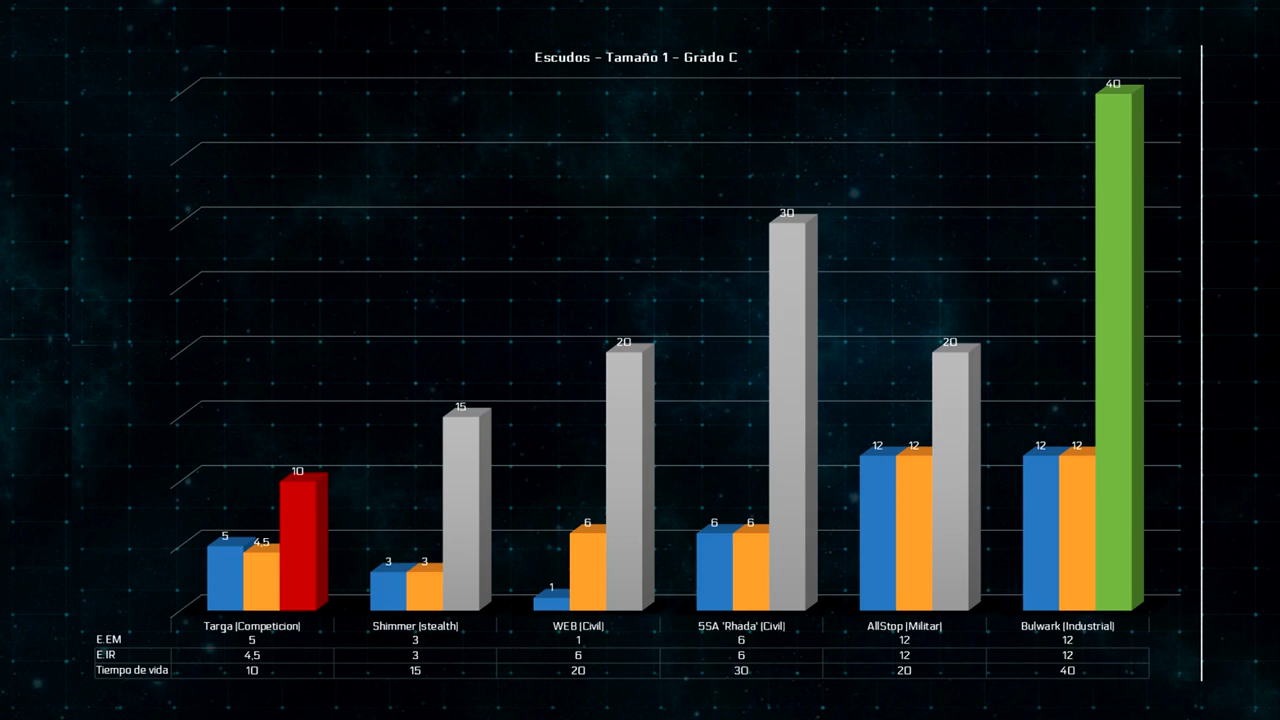 Escudos - Tamaño 1 - Grado C
40
30
20
20
15
12 12
12 12
10
6
6 6
5
4,5
3 3
1
Targa |Competicion| Shimmer |stealth| WEB |Civil| 5SA 'Rhada' |Civil| AllStop |Militar| Bulwark |Industrial|
E.EM 5 3 1 6 12 12
E.IR 4,5 3 6 6 12 12
Tiempo de vida 10 15 20 30 20 40